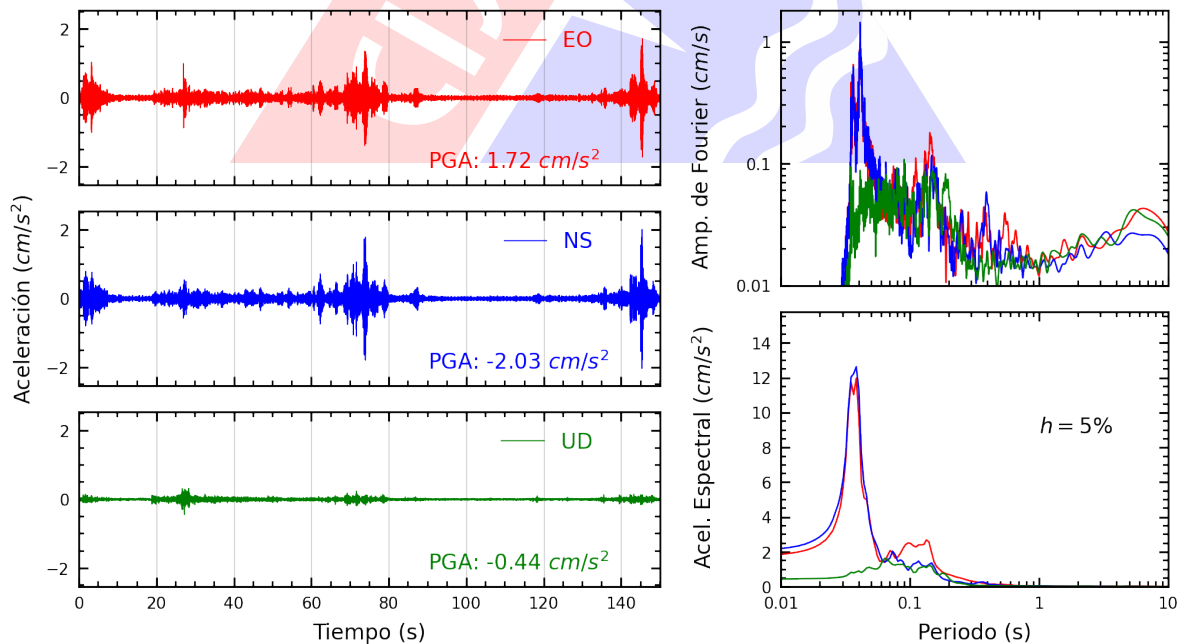 Aceleración (cm/s²)
2
0
−2
EO
PGA: 1.72 cm/s²
2
0
−2
NS
PGA: -2.03 cm/s²
2
0
−2
UD
PGA: -0.44 cm/s²
0 20 40 60 80 100 120 140
Tiempo (s)
Amp. de Fourier (cm/s)
1
0.1
0.01
Acel. Espectral (cm/s²)
14
12
10
8
6
4
2
0
h = 5%
0.01 0.1 1 10
Periodo (s)